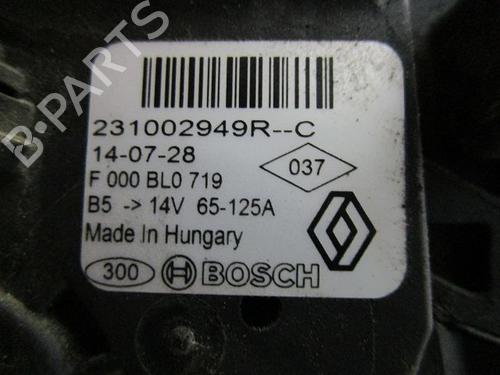 B-PARTS
231002949R--C
14-07-28
037
F 000 BL0 719
B5 -> 14V 65-125A
Made In Hungary
300 BOSCH